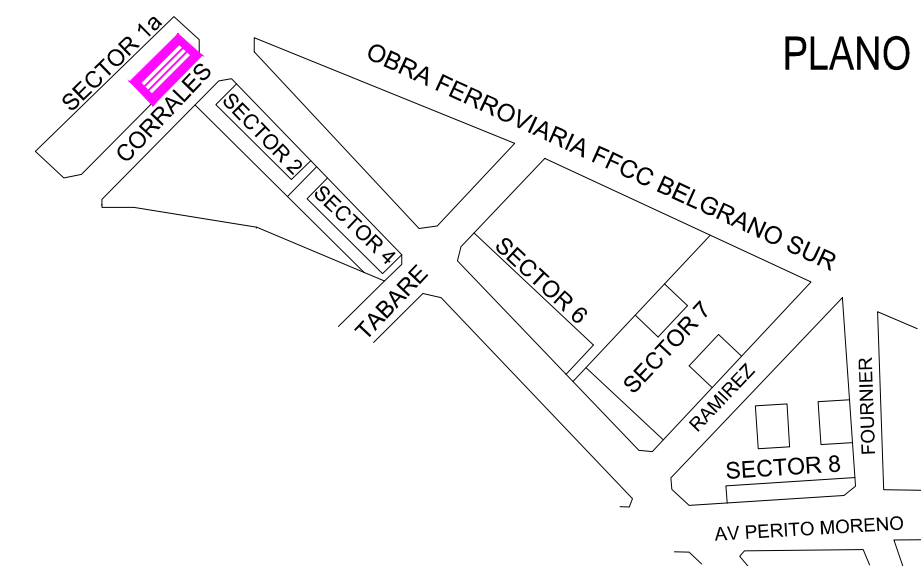 PLANO
SECTOR 1a
CORRALES
OBRA FERROVIARIA FFCC BELGRANO SUR
SECTOR 2
SECTOR 4
TABARE
SECTOR 6
SECTOR 7
RAMIREZ
FOURNIER
SECTOR 8
AV PERITO MORENO